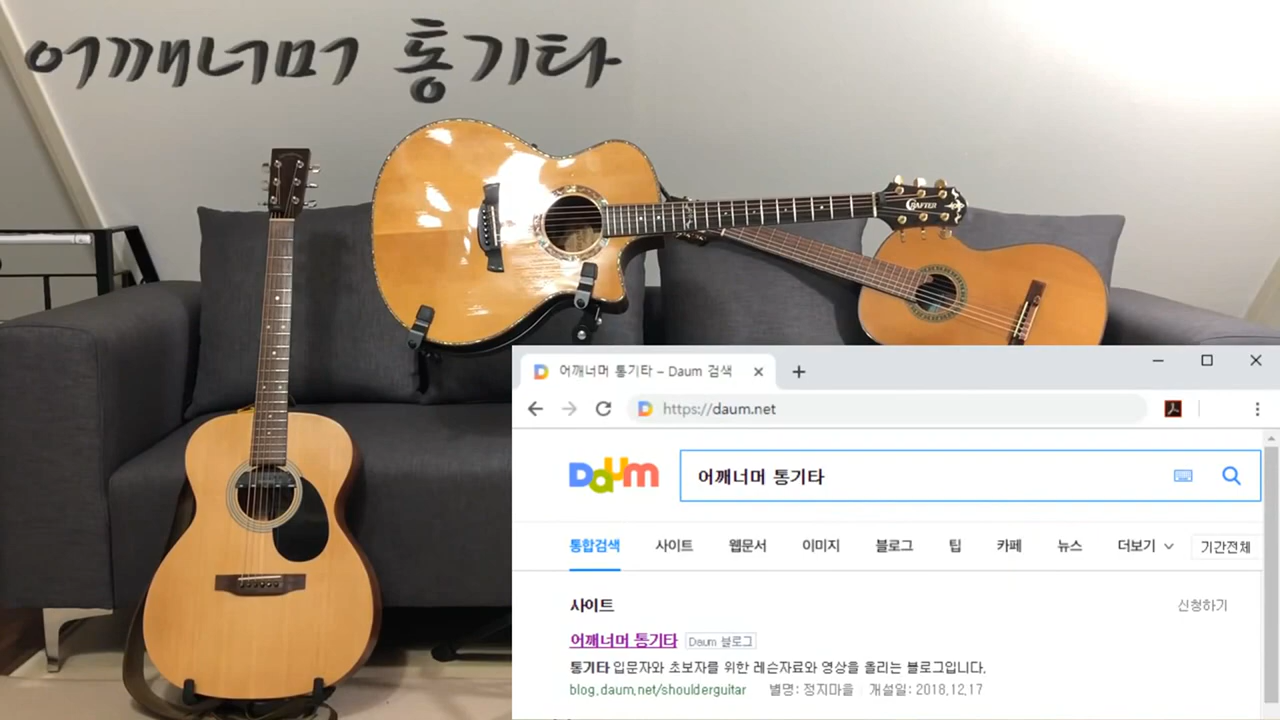 어깨너머 통기타
CRAFTER
어깨너머 통기타 – Daum 검색
https://daum.net
Daum
어깨너머 통기타
통합검색 사이트 웹문서 이미지 블로그 팁 카페 뉴스 더보기 기간전체
사이트 신청하기
어깨너머 통기타 Daum 블로그
통기타 입문자와 초보자를 위한 레슨자료와 영상을 올리는 블로그입니다.
blog.daum.net/shoulderguitar 별명: 정지마을 개설일: 2018.12.17